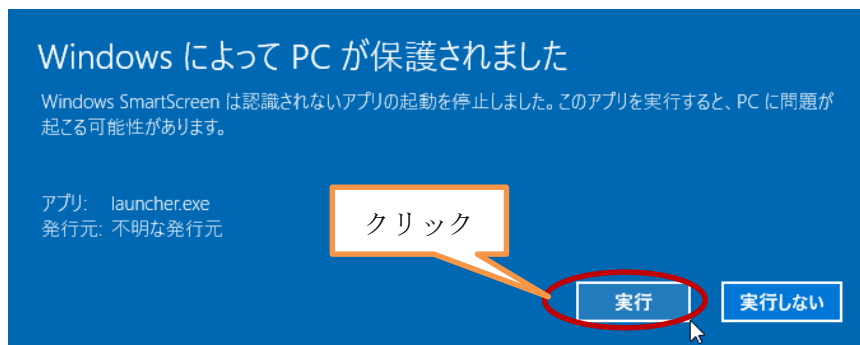 Windows によって PC が保護されました
Windows SmartScreen は認識されないアプリの起動を停止しました。このアプリを実行すると、PC に問題が
起こる可能性があります。
アプリ: launcher.exe
発行元: 不明な発行元
クリック
実行
実行しない